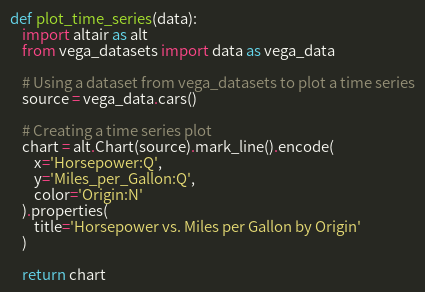 def plot_time_series(data):
    import altair as alt
    from vega_datasets import data as vega_data

    # Using a dataset from vega_datasets to plot a time series
    source = vega_data.cars()

    # Creating a time series plot
    chart = alt.Chart(source).mark_line().encode(
        x='Horsepower:Q',
        y='Miles_per_Gallon:Q',
        color='Origin:N'
    ).properties(
        title='Horsepower vs. Miles per Gallon by Origin'
    )

    return chart